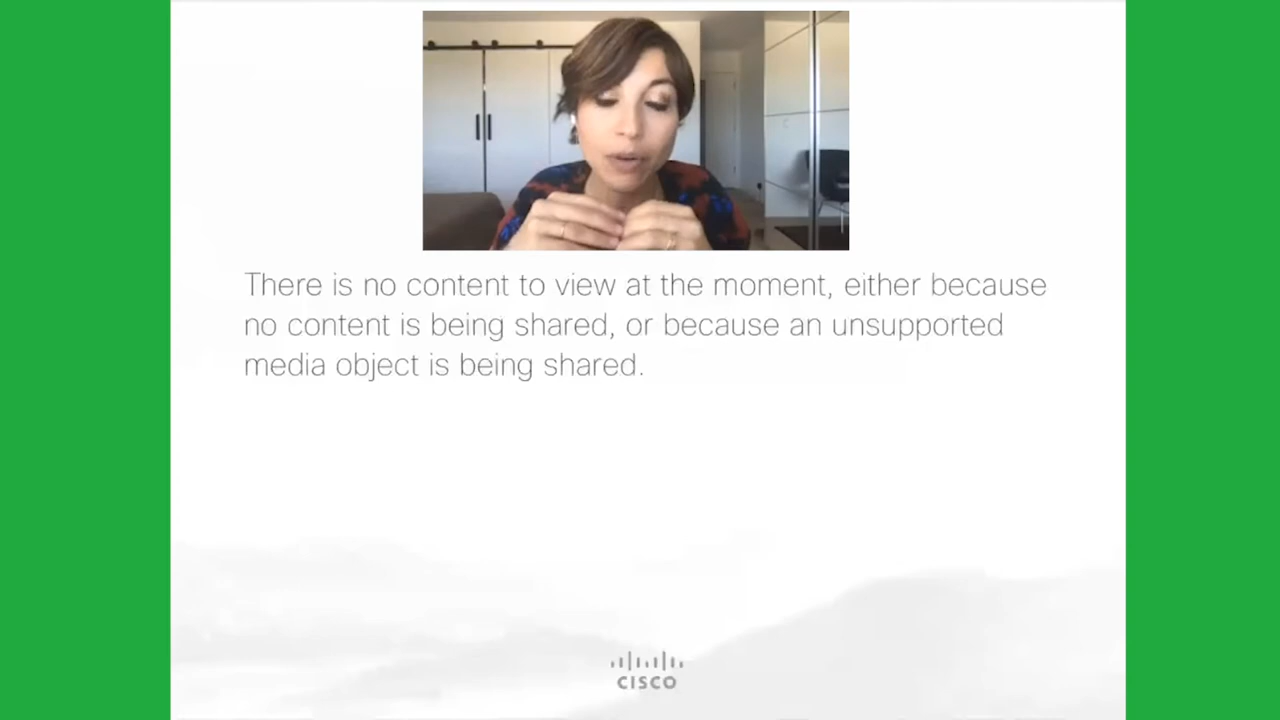 There is no content to view at the moment, either because
no content is being shared, or because an unsupported
media object is being shared.
CISCO